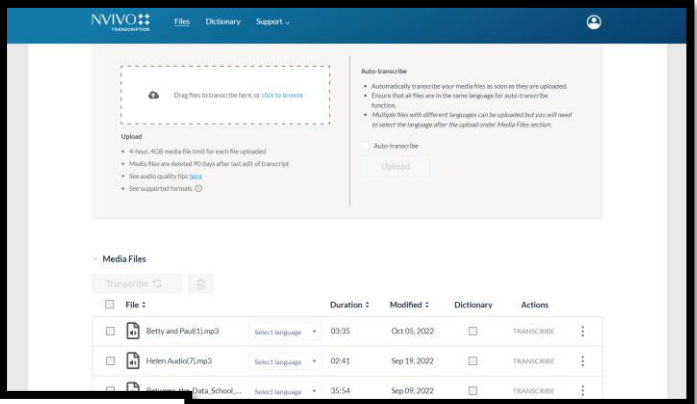 NVIVO
TRANSCRIPTION
Files Dictionary Support
Drag files to transcribe here, or click to browse
Upload
• 4-hour, 4GB media file limit for each file uploaded
• Media files are deleted 90 days after last edit of transcript
• See audio quality tips here
• See supported formats
Auto-transcribe
• Automatically transcribe your media files as soon as they are uploaded.
• Ensure that all files are in the same language for auto-transcribe
function.
• Multiple files with different languages can be uploaded but you will need
to select the language after the upload under Media Files section.
Auto-transcribe
Upload
Media Files
Transcribe
File Duration Modified Dictionary Actions
Betty and Paul(1).mp3 Select language 03:35 Oct 05, 2022 TRANSCRIBE
Helen Audio(7).mp3 Select language 02:41 Sep 19, 2022 TRANSCRIBE
Between_the_Data_School_... Select language 35:54 Sep 09, 2022 TRANSCRIBE